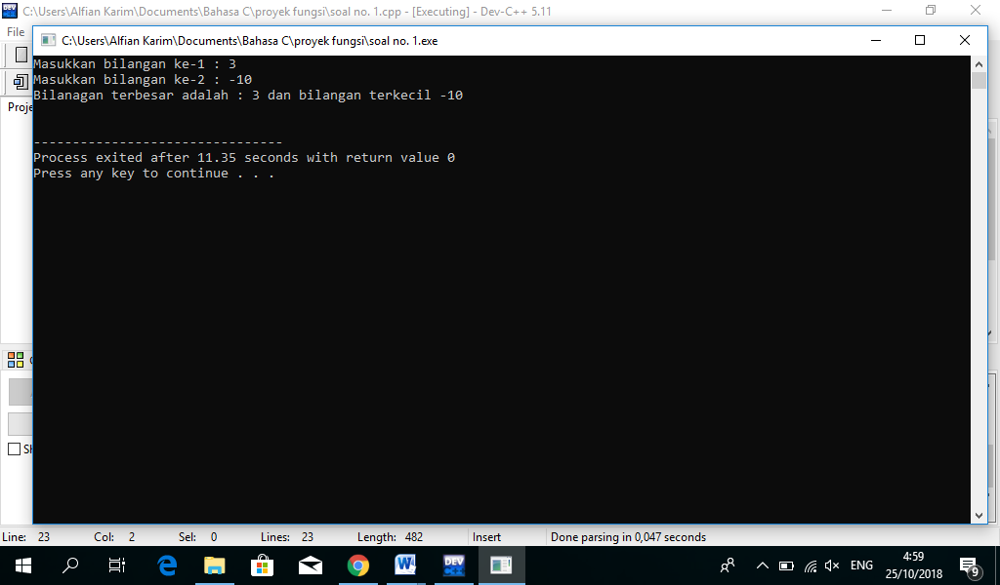 C:\Users\Alfian Karim\Documents\Bahasa C\proyek fungsi\soal no. 1.cpp - [Executing] - Dev-C++ 5.11
File
C:\Users\Alfian Karim\Documents\Bahasa C\proyek fungsi\soal no. 1.exe
Masukkan bilangan ke-1 : 3
Masukkan bilangan ke-2 : -10
Bilanagan terbesar adalah : 3 dan bilangan terkecil -10
--------------------------------
Process exited after 11.35 seconds with return value 0
Press any key to continue . . .
Proje
Line: 23 Col: 2 Sel: 0 Lines: 23 Length: 482 Insert Done parsing in 0,047 seconds
DEV
ENG
4:59
25/10/2018
9